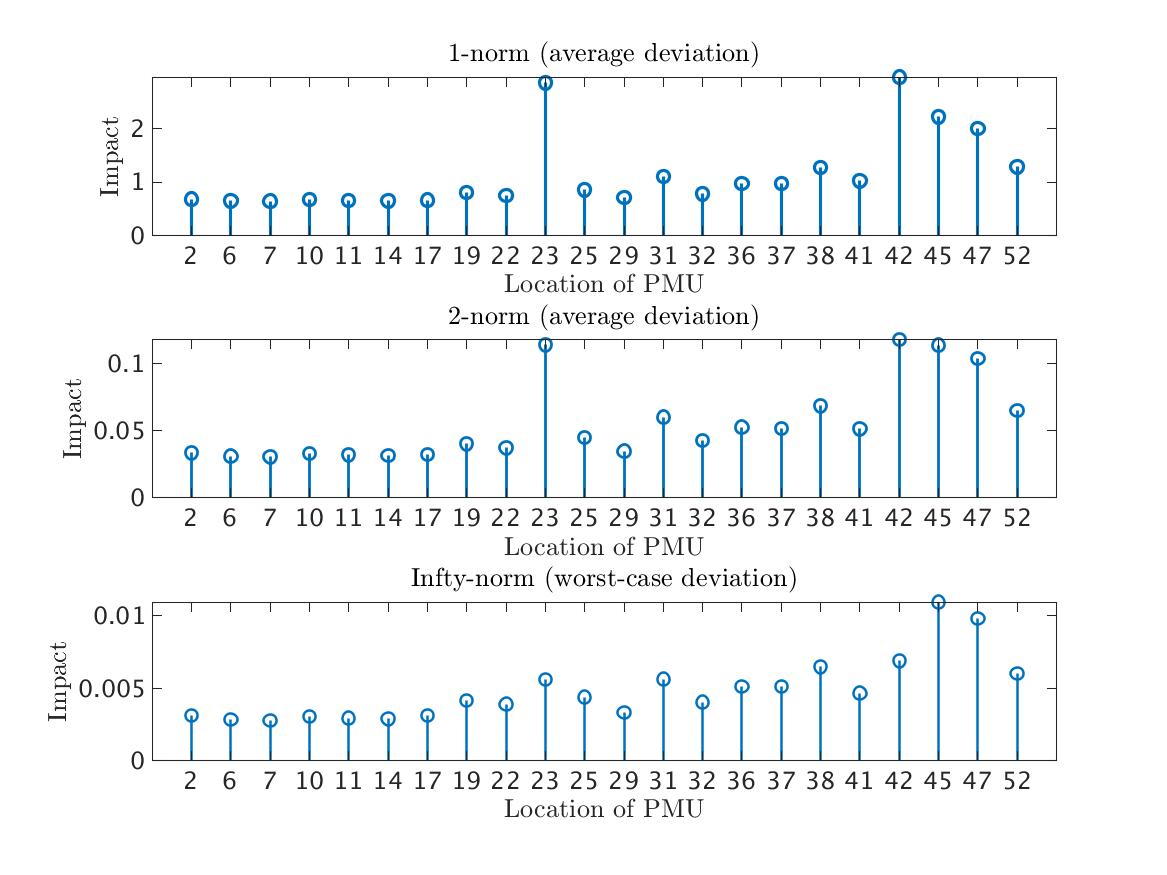 1-norm (average deviation)
Impact
2
1
0
2 6 7 10 11 14 17 19 22 23 25 29 31 32 36 37 38 41 42 45 47 52
Location of PMU
2-norm (average deviation)
Impact
0.1
0.05
0
2 6 7 10 11 14 17 19 22 23 25 29 31 32 36 37 38 41 42 45 47 52
Location of PMU
Infty-norm (worst-case deviation)
Impact
0.01
0.005
0
2 6 7 10 11 14 17 19 22 23 25 29 31 32 36 37 38 41 42 45 47 52
Location of PMU